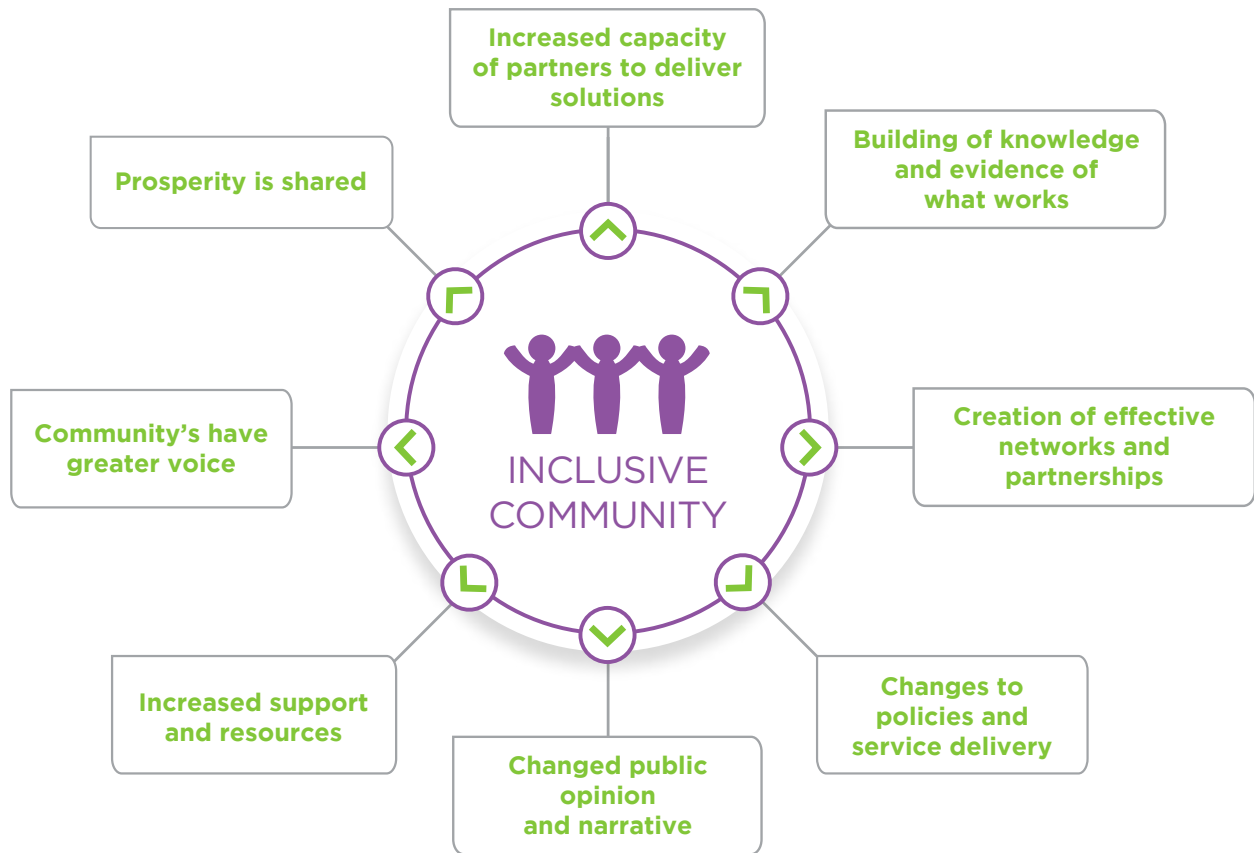 Increased capacity
of partners to deliver
solutions
Building of knowledge
and evidence of
what works
Prosperity is shared
Community’s have
greater voice
INCLUSIVE
COMMUNITY
Creation of effective
networks and
partnerships
Increased support
and resources
Changed public
opinion
and narrative
Changes to
policies and
service delivery